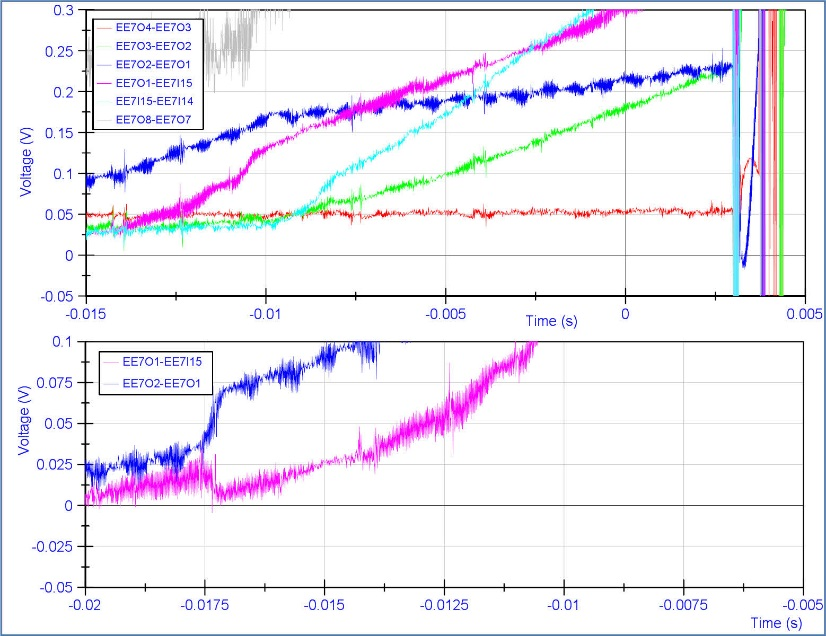 0.3
EE7O4-EE7O3
EE7O3-EE7O2
0.25
EE7O2-EE7O1
EE7O1-EE7I15
0.2
EE7I15-EE7I14
EE7O8-EE7O7
0.15
Voltage (V)
0.1
0.05
0
-0.05
-0.015 -0.01 -0.005 0 0.005
Time (s)
0.1
EE7O1-EE7I15
0.075
EE7O2-EE7O1
0.05
Voltage (V)
0.025
0
-0.025
-0.05
-0.02 -0.0175 -0.015 -0.0125 -0.01 -0.0075 -0.005
Time (s)